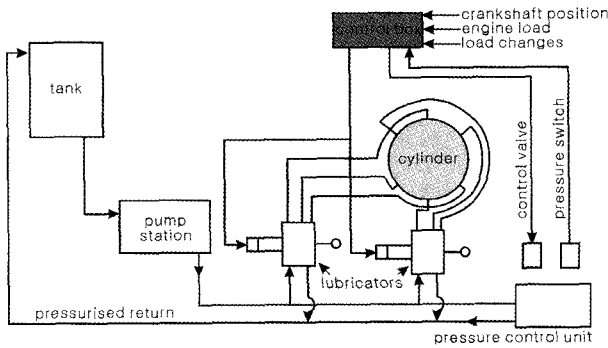 crankshaft position
control box
engine load
load changes
tank
cylinder
control valve
pressure switch
pump
station
lubricators
pressurised return
pressure control unit